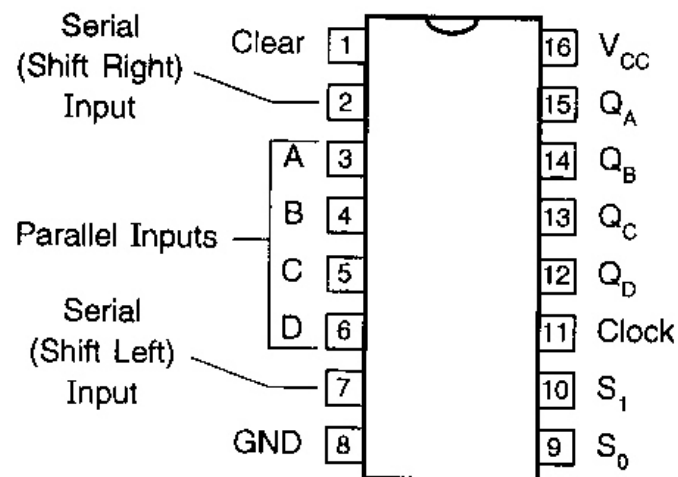 Serial
(Shift Right)
Input
Clear 1
2
A 3
B 4
Parallel Inputs
C 5
D 6
Serial
(Shift Left)
Input
7
GND 8
16 V_CC
15 Q_A
14 Q_B
13 Q_C
12 Q_D
11 Clock
10 S_1
9 S_0